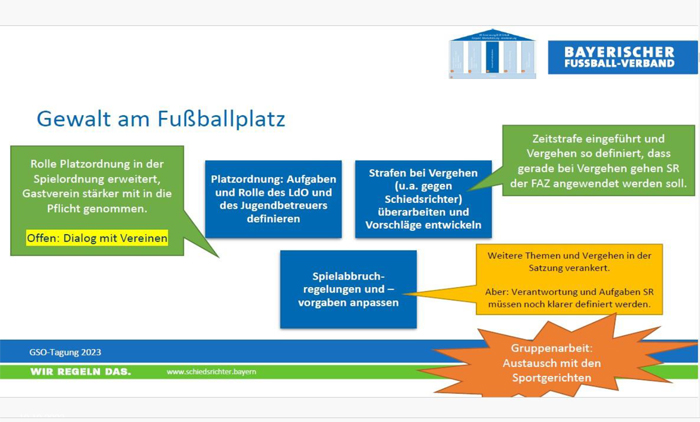 BAYERISCHER
FUSSBALL-VERBAND
Gewalt am Fußballplatz
Rolle Platzordnung in der
Spielordnung erweitert,
Gastverein stärker mit in die
Pflicht genommen.
Offen: Dialog mit Vereinen
Platzordnung: Aufgaben
und Rolle des LdO und
des Jugendbetreuers
definieren
Strafen bei Vergehen
(u.a. gegen
Schiedsrichter)
überarbeiten und
Vorschläge entwickeln
Zeitstrafe eingeführt und
Vergehen so definiert, dass
gerade bei Vergehen gehen SR
der FAZ angewendet werden soll.
Spielabbruch-
regelungen und –
vorgaben anpassen
Weitere Themen und Vergehen in der
Satzung verankert.
Aber: Verantwortung und Aufgaben SR
müssen noch klarer definiert werden.
Gruppenarbeit:
Austausch mit den
Sportgerichten
GSO-Tagung 2023
WIR REGELN DAS.
www.schiedsrichter.bayern